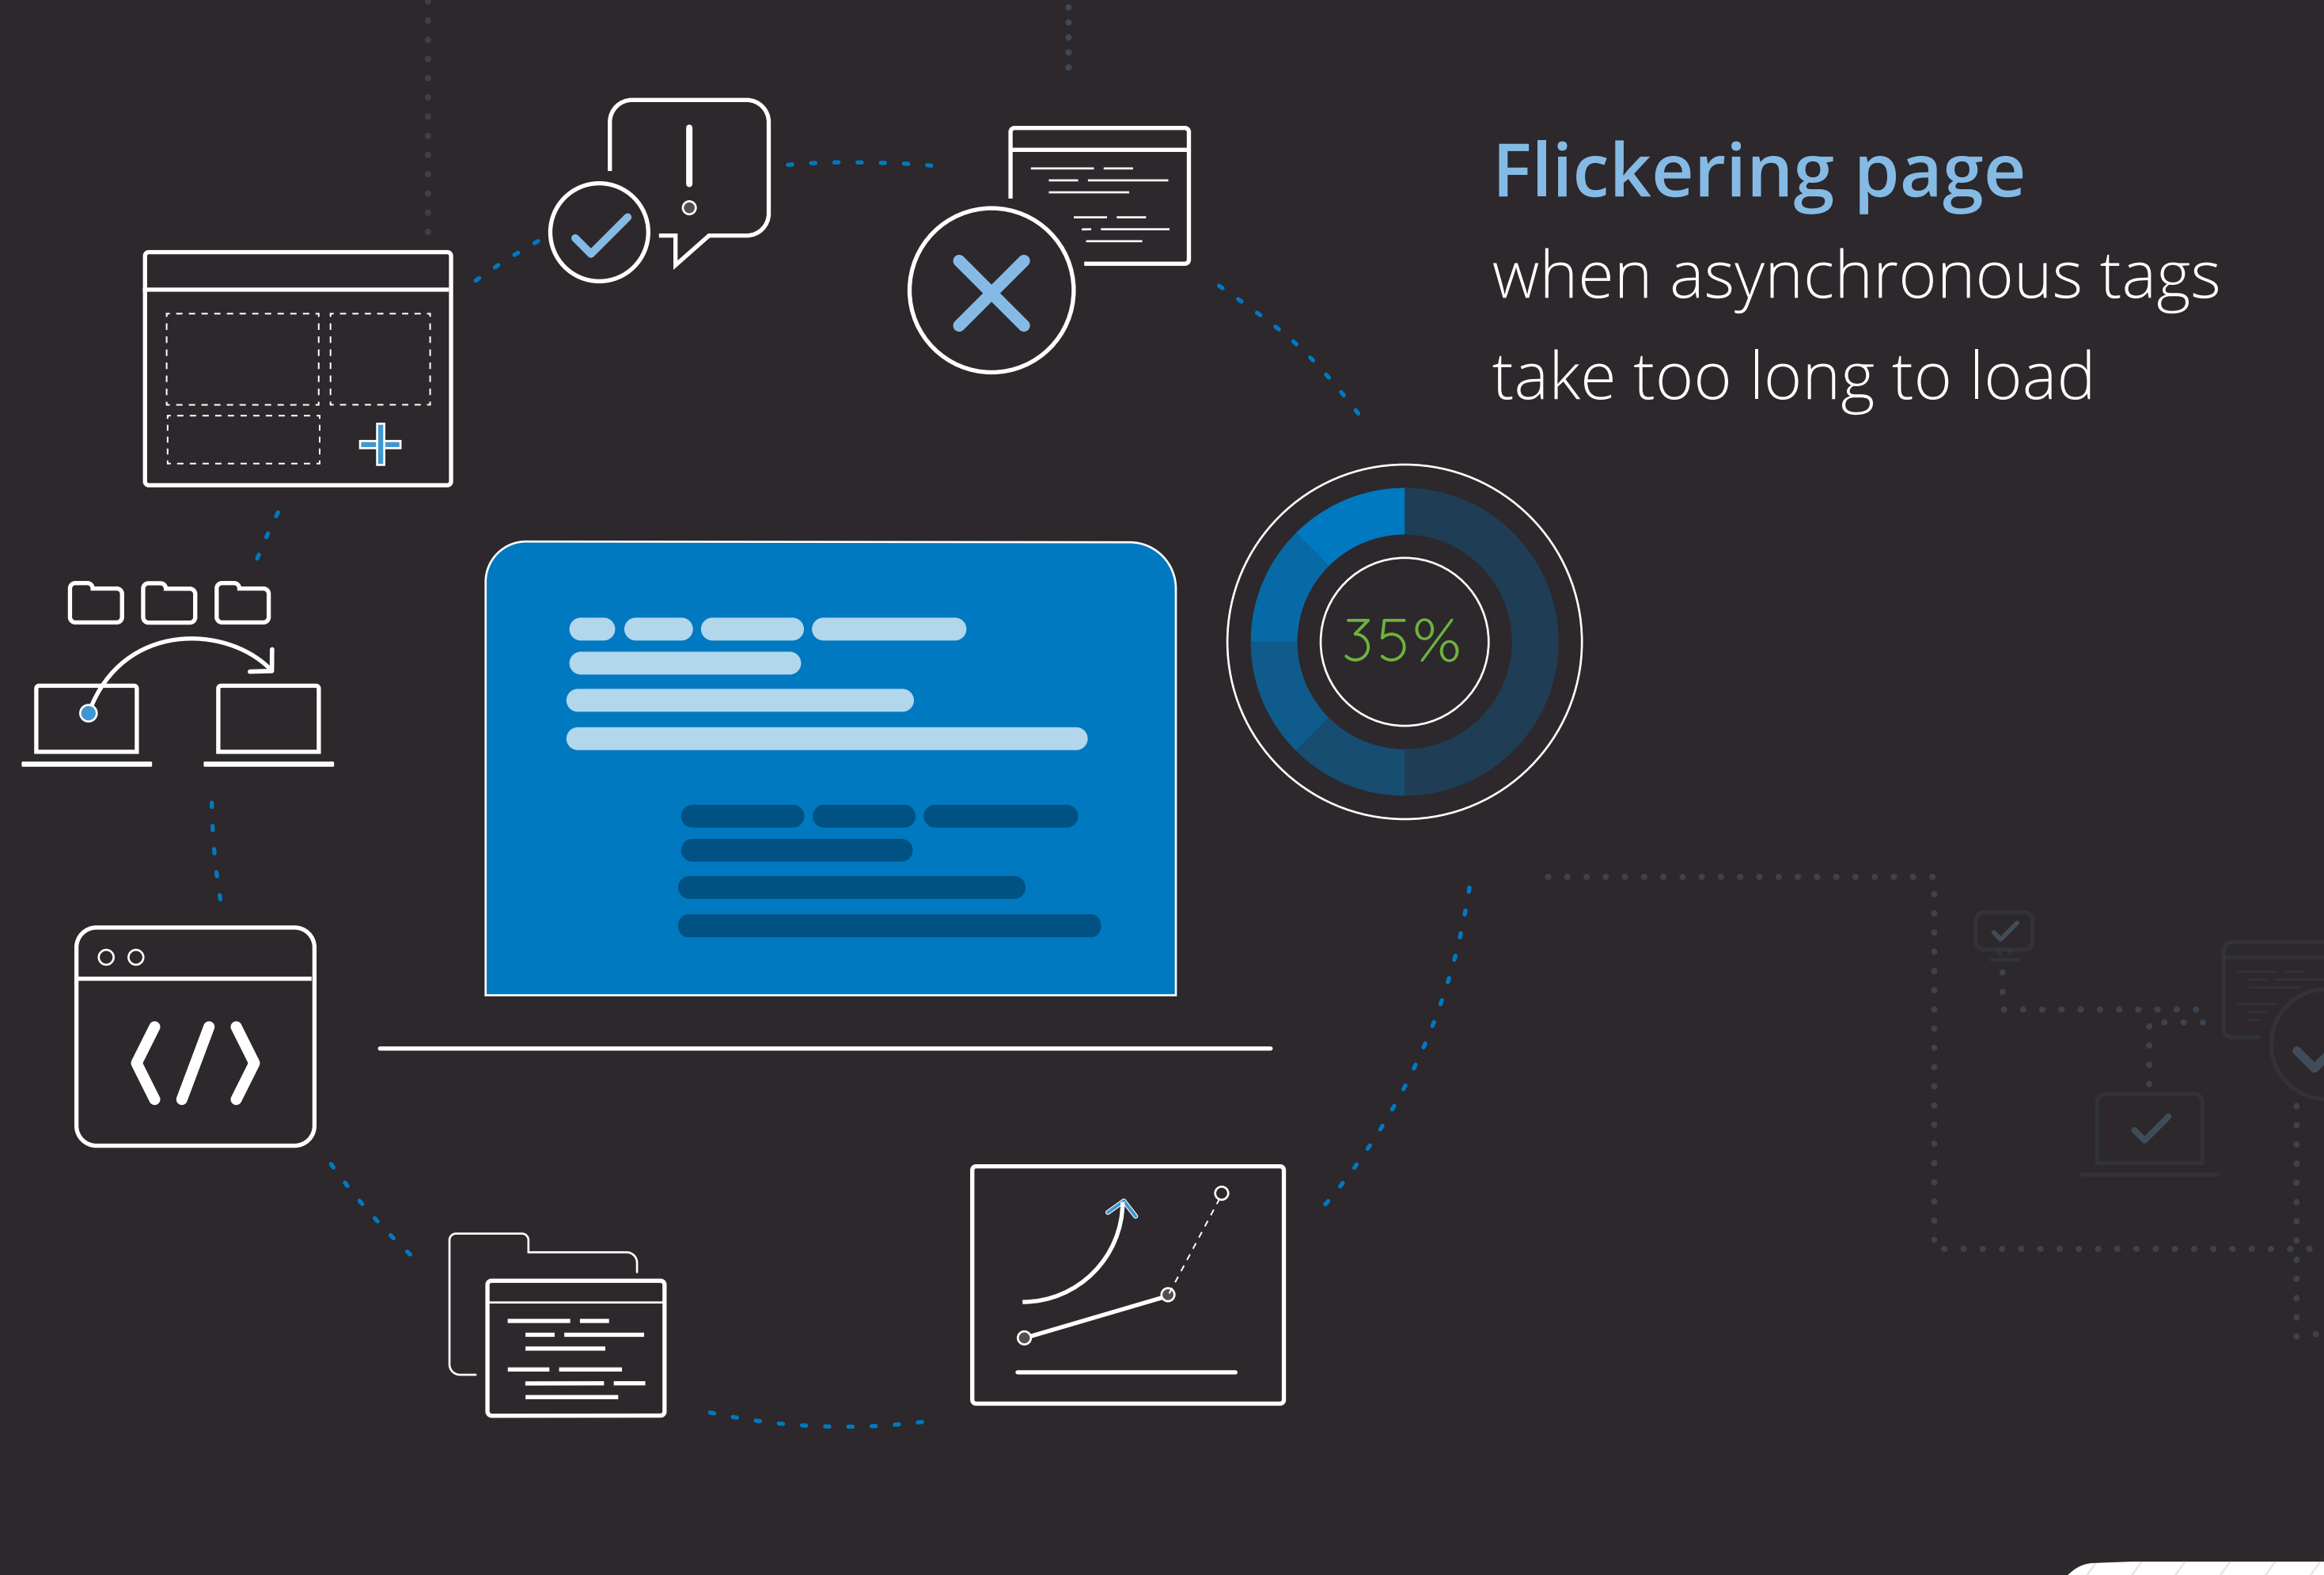 Flickering page
when asynchronous tags
take too long to load
35%
</>